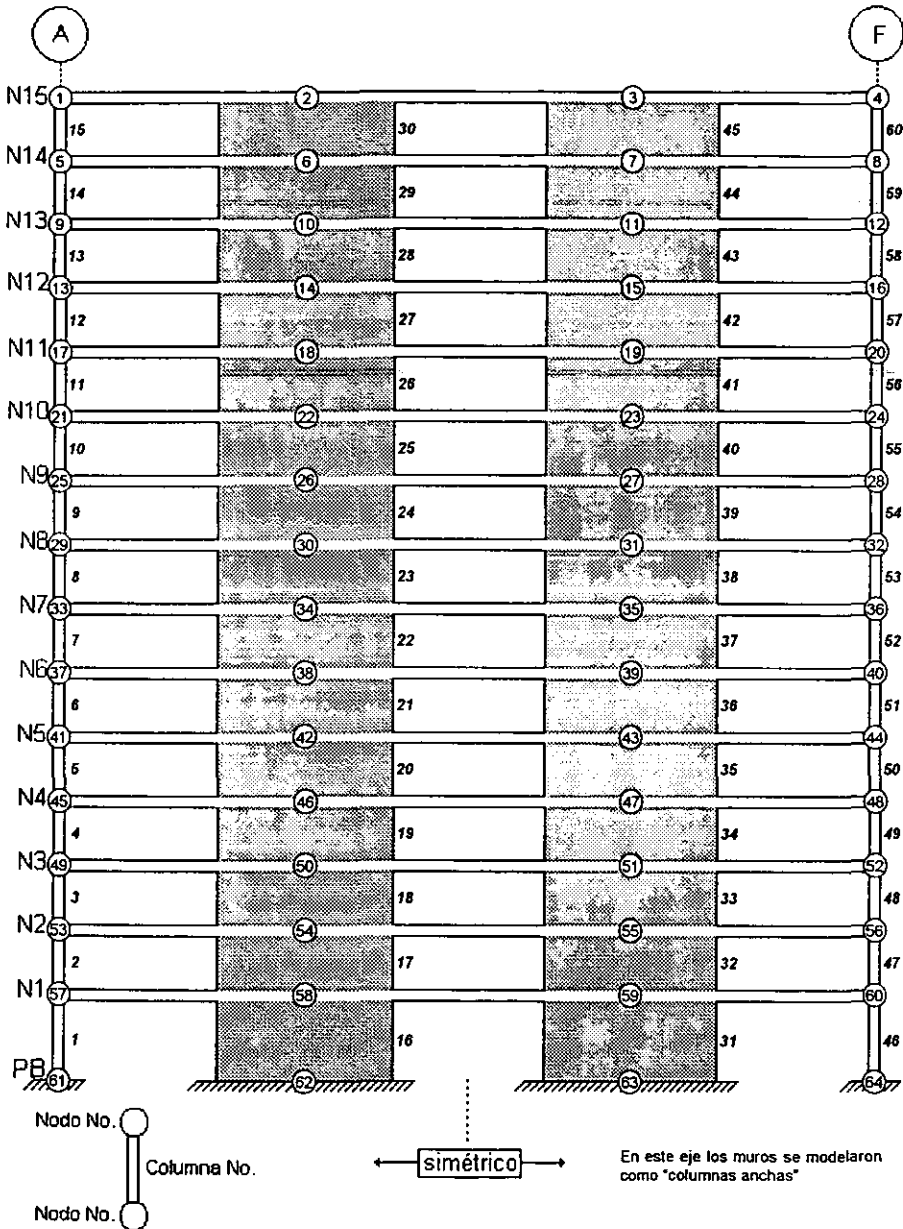 A F
N15 1 2 3 4
15 30 45 60
N14 5 6 7 8
14 29 44 59
N13 9 10 11 12
13 28 43 58
N12 13 14 15 16
12 27 42 57
N11 17 18 19 20
11 26 41 56
N10 21 22 23 24
10 25 40 55
N9 25 26 27 28
9 24 39 54
N8 29 30 31 32
8 23 38 53
N7 33 34 35 36
7 22 37 52
N6 37 38 39 40
6 21 36 51
N5 41 42 43 44
5 20 35 50
N4 45 46 47 48
4 19 34 49
N3 49 50 51 52
3 18 33 48
N2 53 54 55 56
2 17 32 47
N1 57 58 59 60
1 16 31 46
PB 61 62 63 64
Nodo No.
Columna No.
Nodo No.
simétrico
En este eje los muros se modelaron
como "columnas anchas"